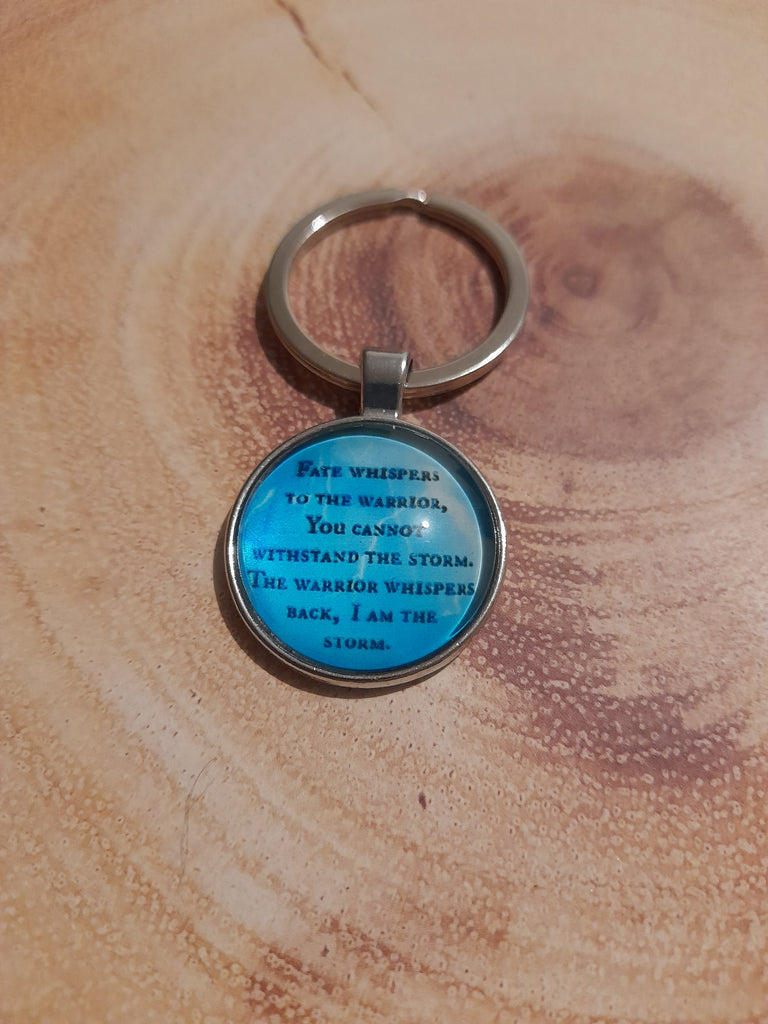 Fate whispers
to the warrior,
You cannot
withstand the storm.
The warrior whispers
back, I am the
storm.